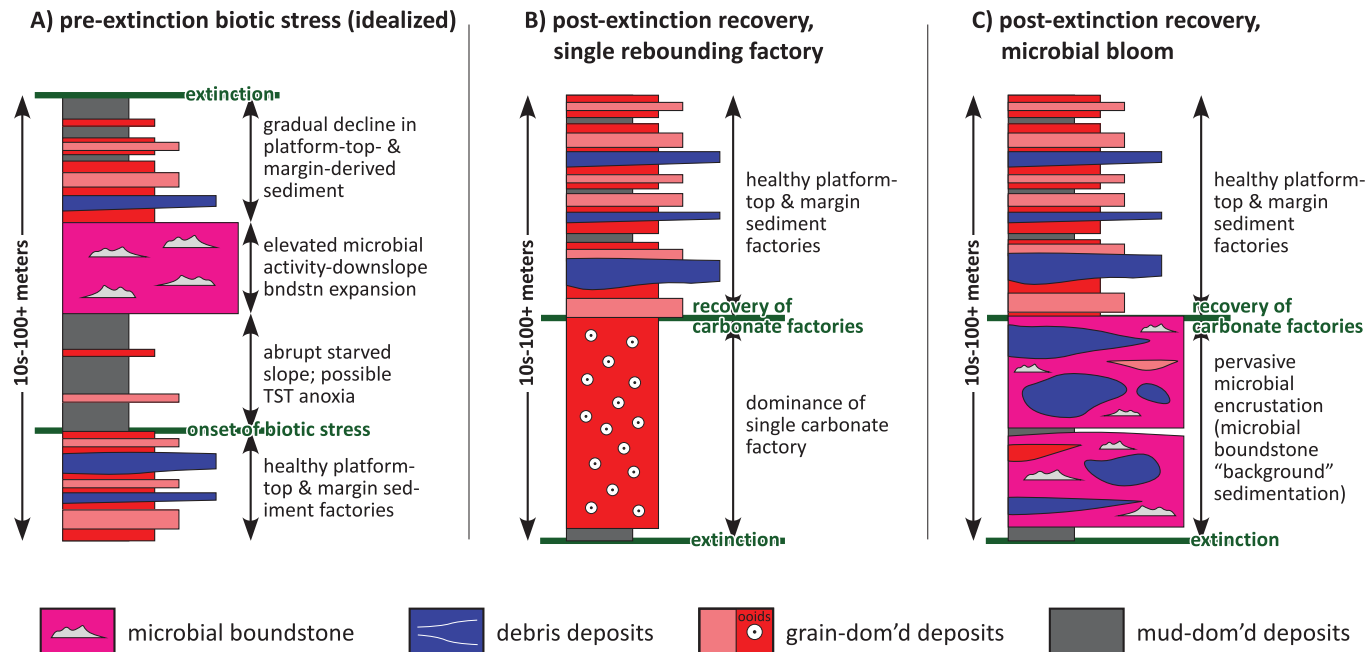 A) pre-extinction biotic stress (idealized)
extinction
gradual decline in
platform-top- &
margin-derived
sediment
elevated microbial
activity-downslope
bndstn expansion
abrupt starved
slope; possible
TST anoxia
onset of biotic stress
healthy platform-
top & margin sed-
iment factories
10s-100+ meters
B) post-extinction recovery,
single rebounding factory
healthy platform-
top & margin
sediment
factories
recovery of
carbonate factories
dominance of
single carbonate
factory
extinction
10s-100+ meters
C) post-extinction recovery,
microbial bloom
healthy platform-
top & margin
sediment
factories
recovery of
carbonate factories
pervasive
microbial
encrustation
(microbial
boundstone
“background”
sedimentation)
extinction
10s-100+ meters
microbial boundstone
debris deposits
ooids
grain-dom’d deposits
mud-dom’d deposits